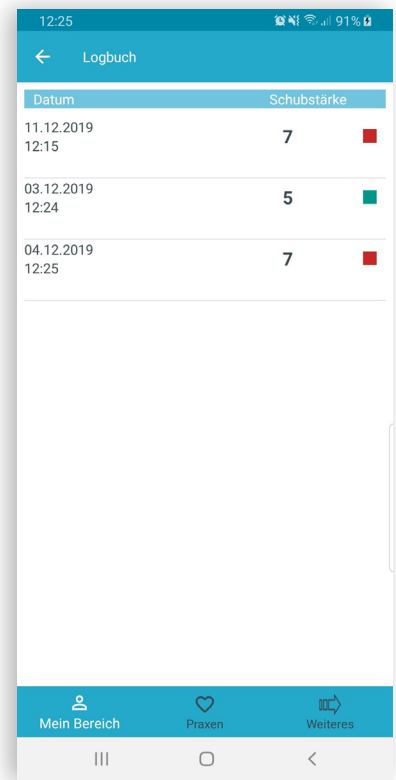 12:25 91%
Logbuch
Datum Schubstärke
11.12.2019
12:15 7
03.12.2019
12:24 5
04.12.2019
12:25 7
Mein Bereich Praxen Weiteres